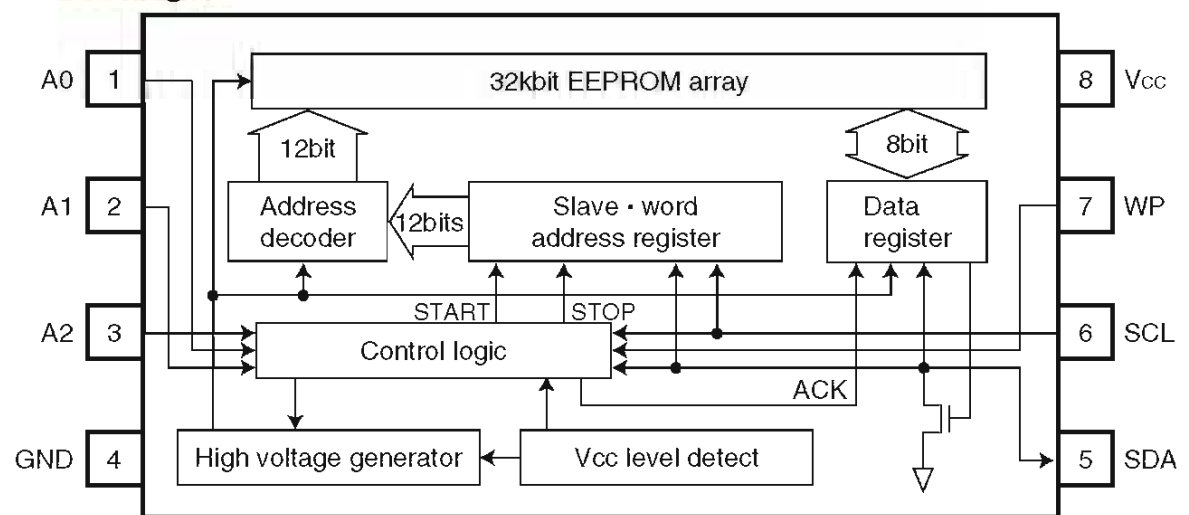 32kbit EEPROM array
A0 1
8 Vcc
12bit
8bit
A1 2
Address
decoder
12bits
Slave・word
address register
Data
register
7 WP
START
STOP
A2 3
Control logic
6 SCL
ACK
GND 4
High voltage generator
Vcc level detect
5 SDA